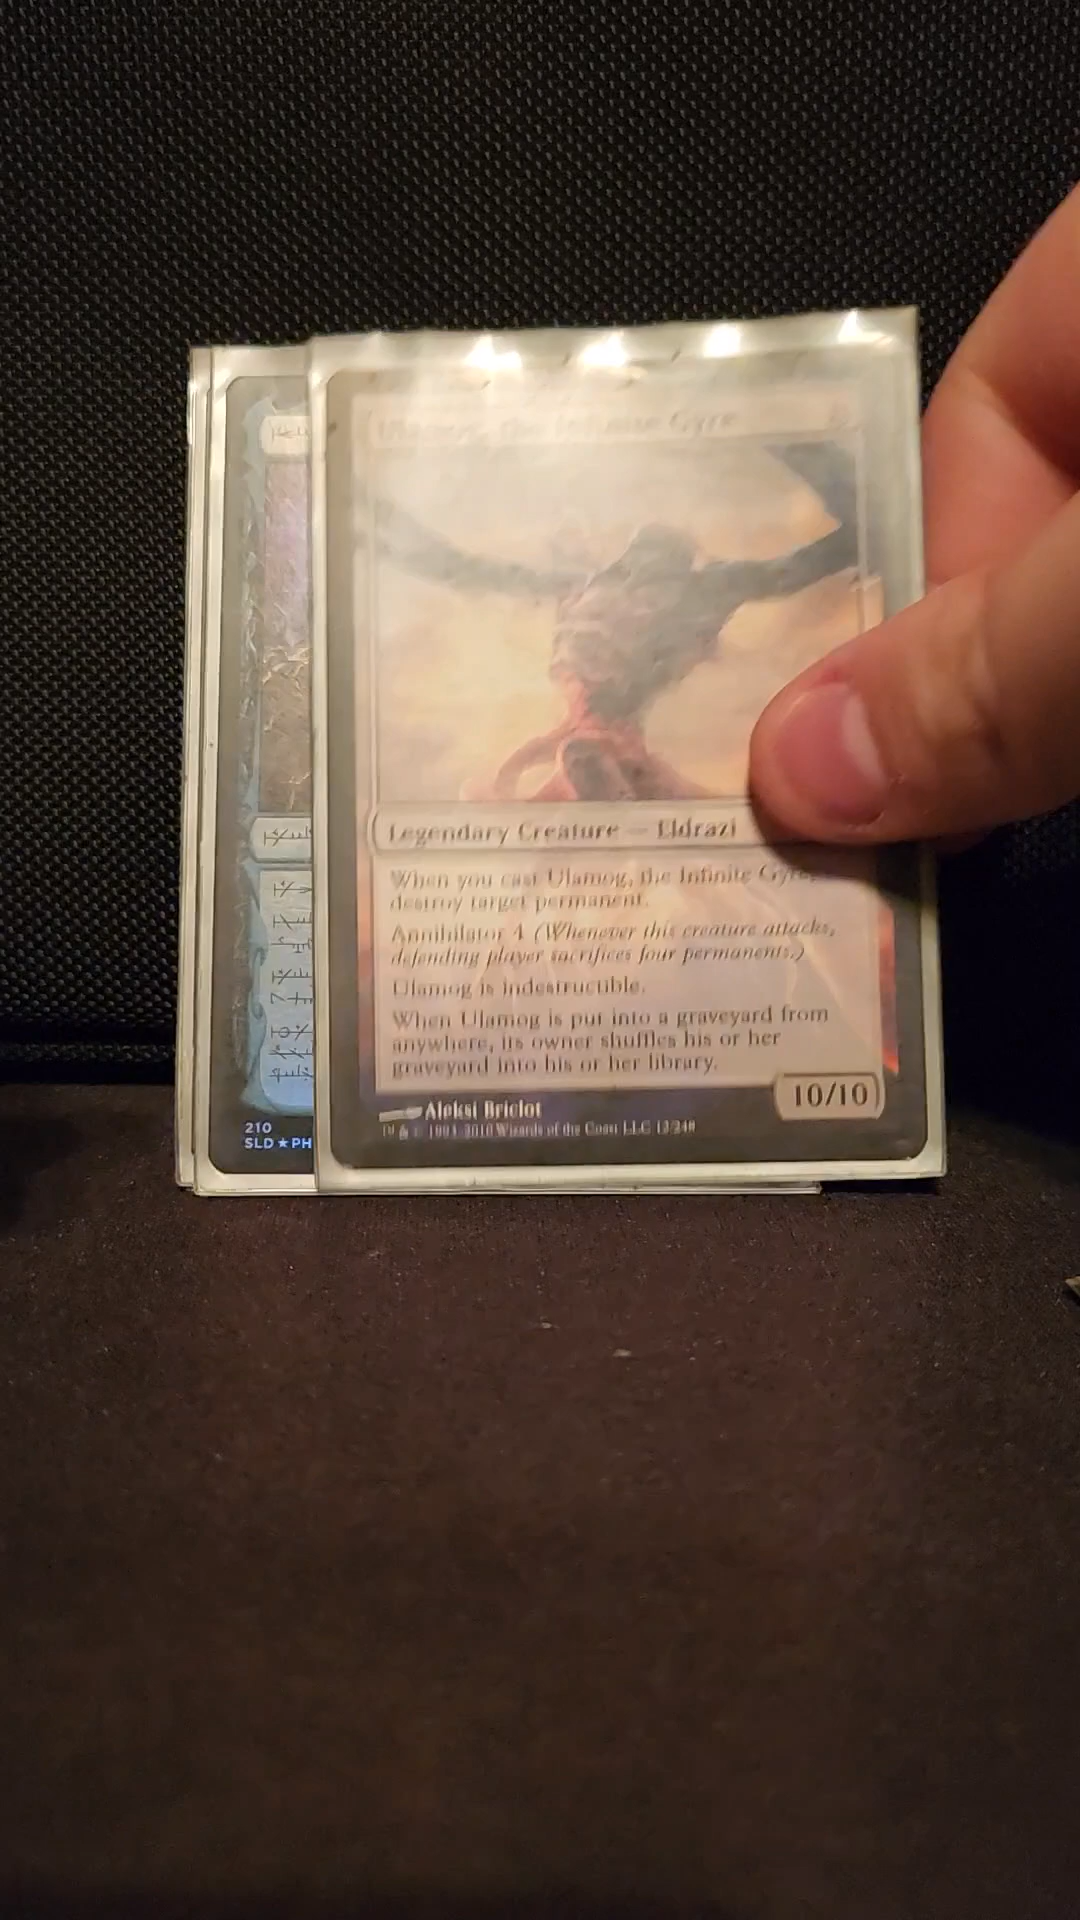 Ulamog, the Infinite Gyre
Legendary Creature — Eldrazi
When you cast Ulamog, the Infinite Gyre,
destroy target permanent.
Annihilator 4 (Whenever this creature attacks,
defending player sacrifices four permanents.)
Ulamog is indestructible.
When Ulamog is put into a graveyard from
anywhere, its owner shuffles his or her
graveyard into his or her library.
10/10
Aleksi Briclot
1993-2010 Wizards of the Coast LLC 12/248
210
SLD ★ PH